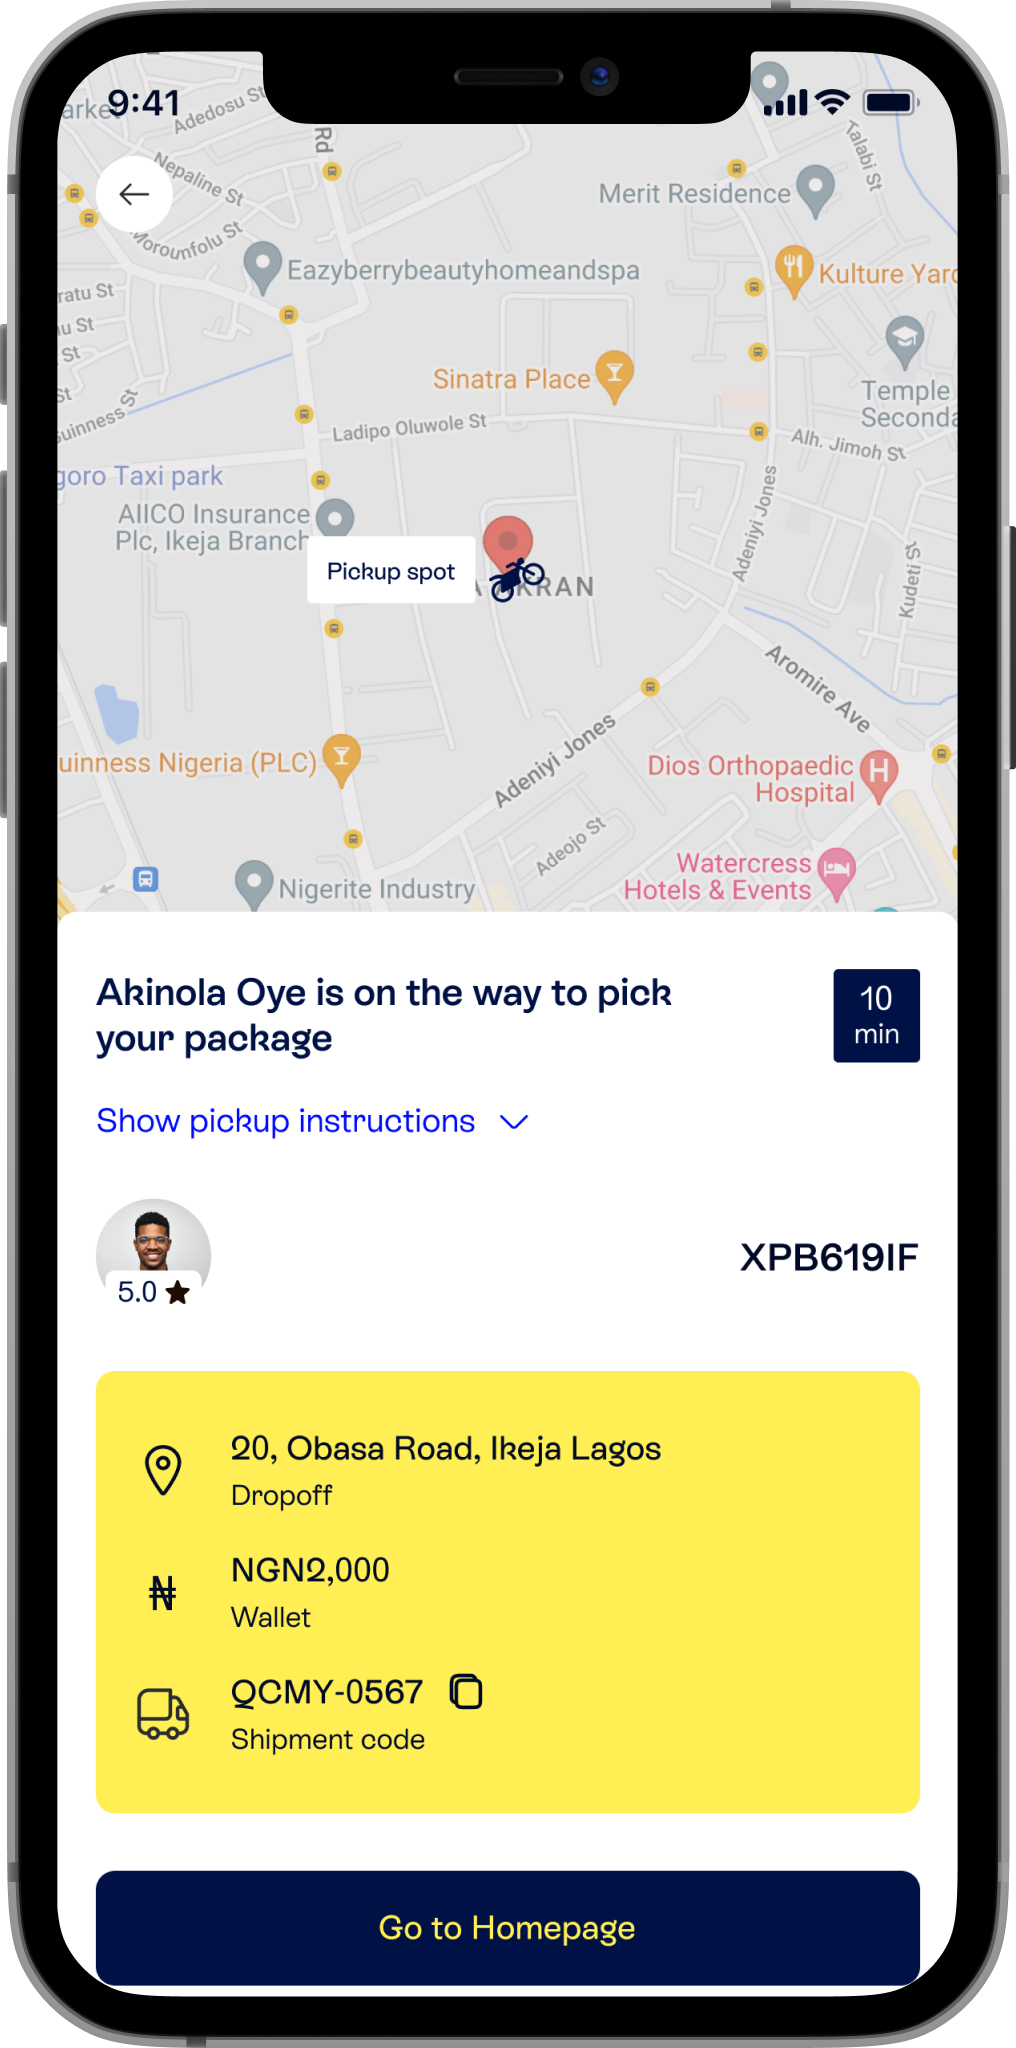 9:41
arke
Adedosu St
Rd
Talabi St
Nepaline St
Merit Residence
Morounfolu St
Eazyberrybeautyhomeandspa
Kulture Yard
ratu St
u St
St
Sinatra Place
St
Guinness St
Temple
Seconda
Ladipo Oluwole St
Alh. Jimoh St
goro Taxi park
AIICO Insurance
Plc, Ikeja Branch
Adeniyi Jones
Kudeti St
Pickup spot
A AKRAN
Aromire Ave
uinness Nigeria (PLC)
Adeniyi Jones
Dios Orthopaedic
Hospital
Adeojo St
Watercress
Hotels & Events
Nigerite Industry
Akinola Oye is on the way to pick
your package
10
min
Show pickup instructions
5.0
XPB619IF
20, Obasa Road, Ikeja Lagos
Dropoff
₦
NGN2,000
Wallet
QCMY-0567
Shipment code
Go to Homepage